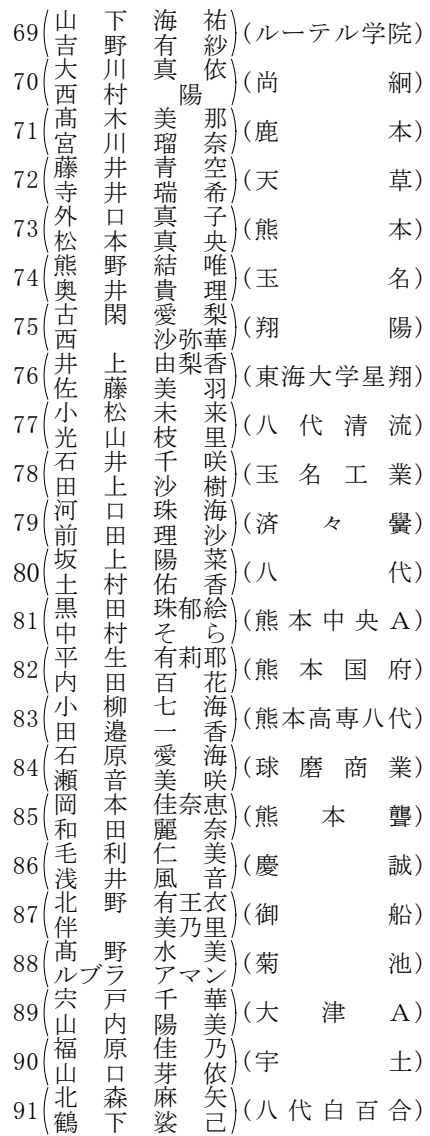 69 山下海祐 (ルーテル学院)
吉野有紗
70 大川真依 (尚絅)
西村陽
71 髙木美那 (鹿本)
宮川瑠奈
72 藤井青空 (天草)
寺井瑞希
73 外口真子 (熊本)
松本真央
74 熊野結唯 (玉名)
奥井貴理
75 古閑愛梨 (翔陽)
西沙弥華
76 井上由梨香 (東海大学星翔)
佐藤美羽
77 小松未来 (八代清流)
光山枝里
78 石井千咲 (玉名工業)
田上沙樹
79 河口珠海 (済々黌)
前田理沙
80 坂上陽菜 (八代)
土村佑香
81 黒田珠郁絵 (熊本中央A)
中村そら
82 平生有莉耶 (熊本国府)
内田百花
83 小柳七海 (熊本高専八代)
田邉一香
84 石原愛海 (球磨商業)
瀬音美咲
85 岡本佳奈恵 (熊本聾)
和田麗奈
86 毛利仁美 (慶誠)
浅井風音
87 北野有王衣 (御船)
伴美乃里
88 髙野水美 (菊池)
ルブラアマン
89 宍戸千華 (大津A)
山内陽美
90 福原佳乃 (宇土)
山口芽依
91 北森麻矢 (八代白百合)
鶴下裟己